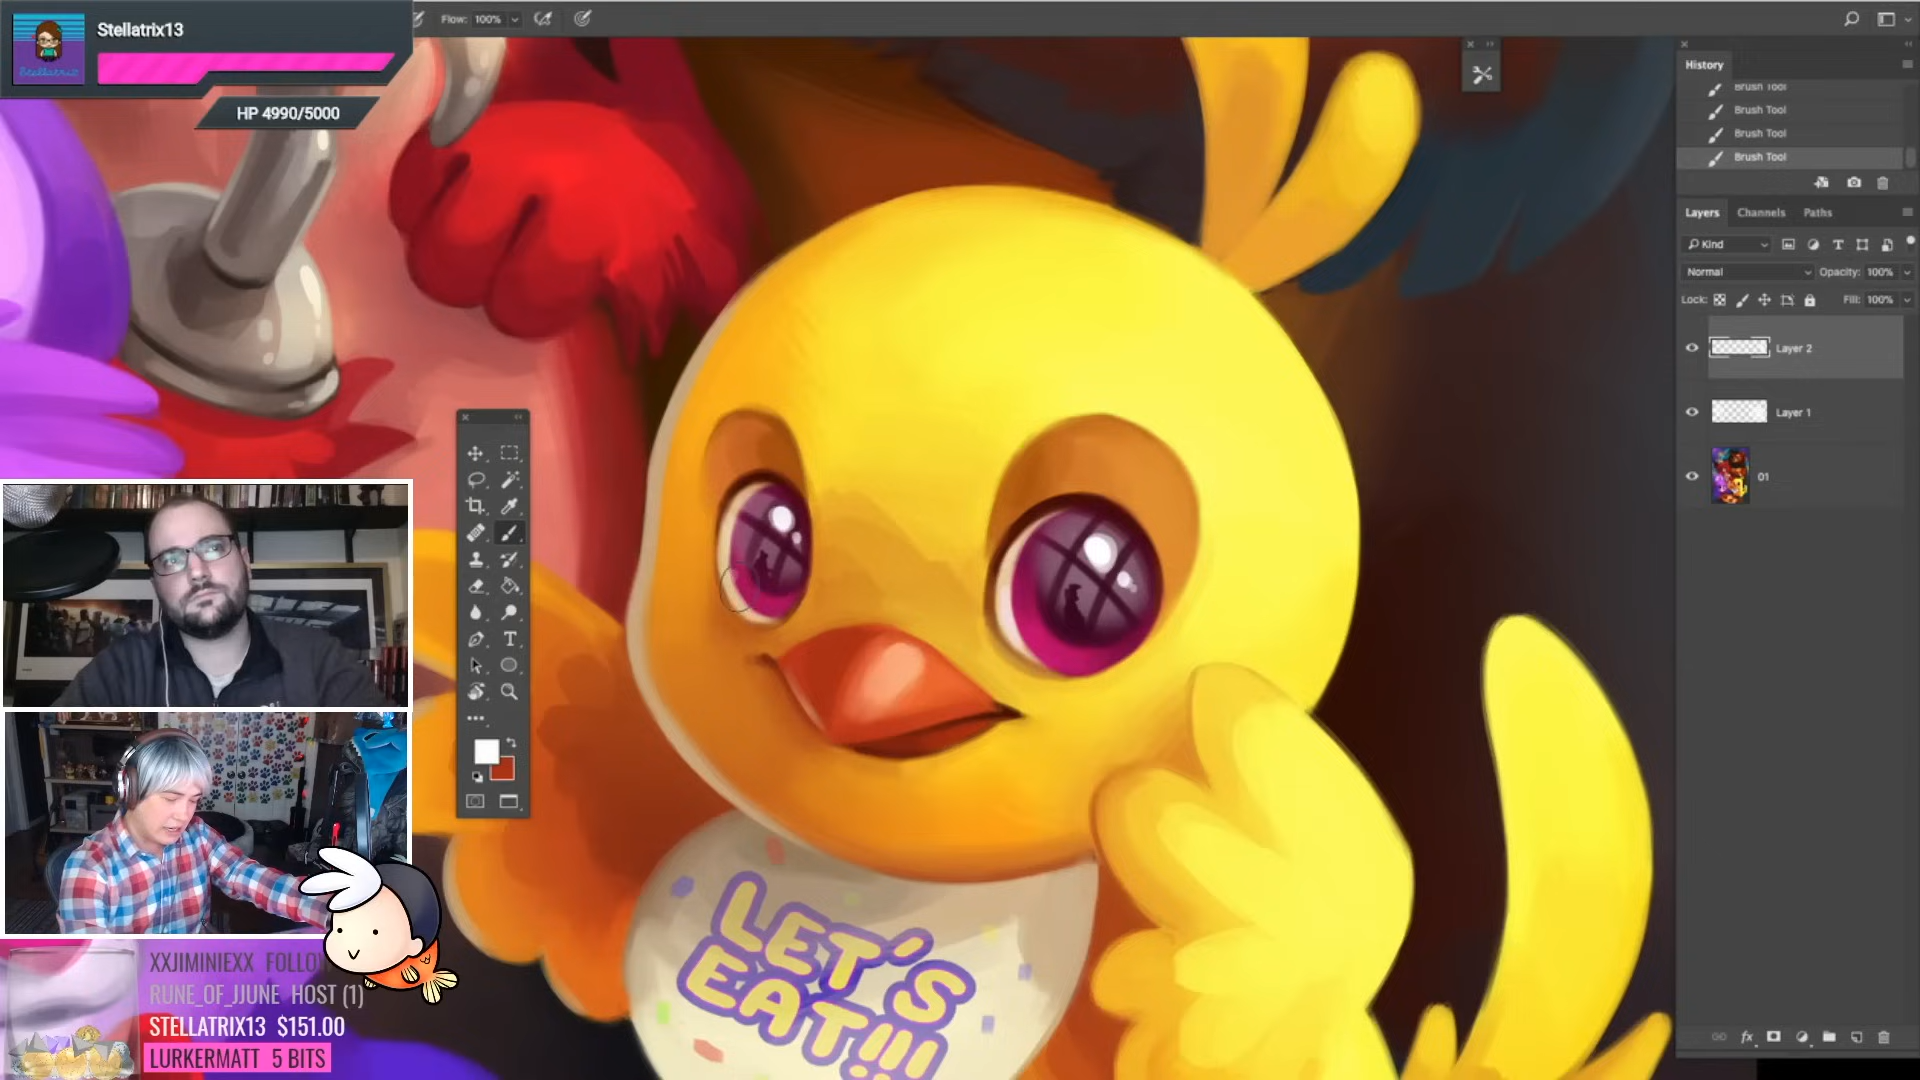 Stellatrix13
HP 4990/5000
Flow: 100%
History
Brush Tool
Brush Tool
Brush Tool
Brush Tool
Layers Channels Paths
Kind
Normal Opacity: 100%
Lock: Fill: 100%
Layer 2
Layer 1
01
T
LET'S
EAT!!!
XXJIMINIEXX FOLLO
RUNE_OF_JJUNE HOST (1)
STELLATRIX13 $151.00
LURKERMATT 5 BITS
fx